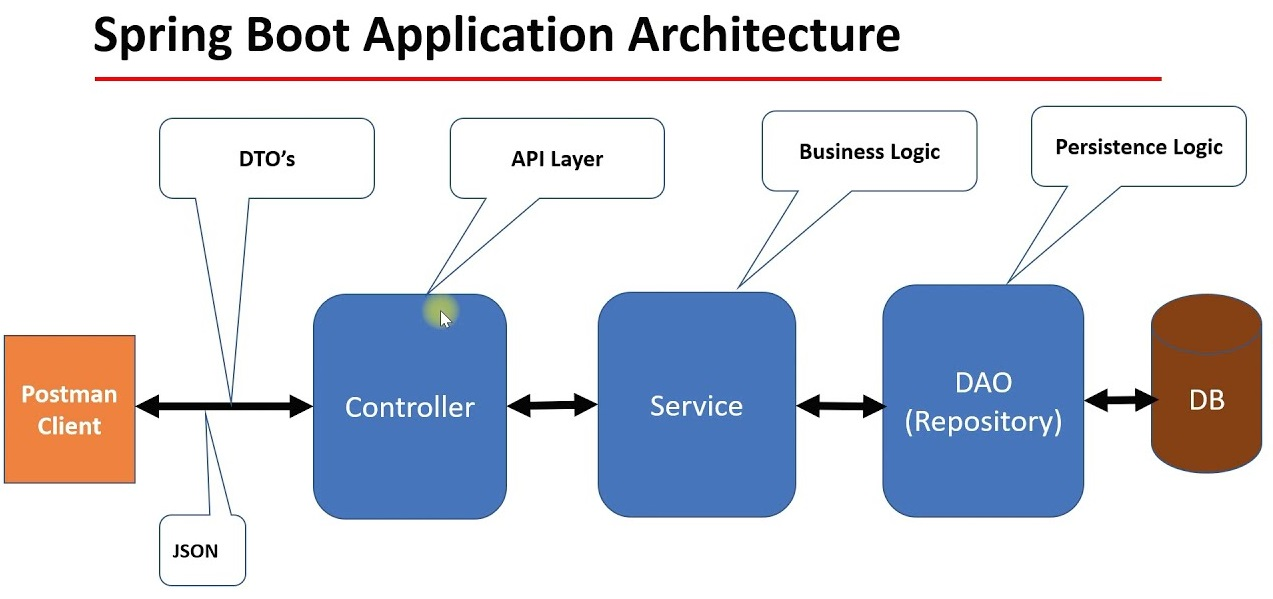 Spring Boot Application Architecture
DTO’s
API Layer
Business Logic
Persistence Logic
Postman
Client
Controller
Service
DAO
(Repository)
DB
JSON